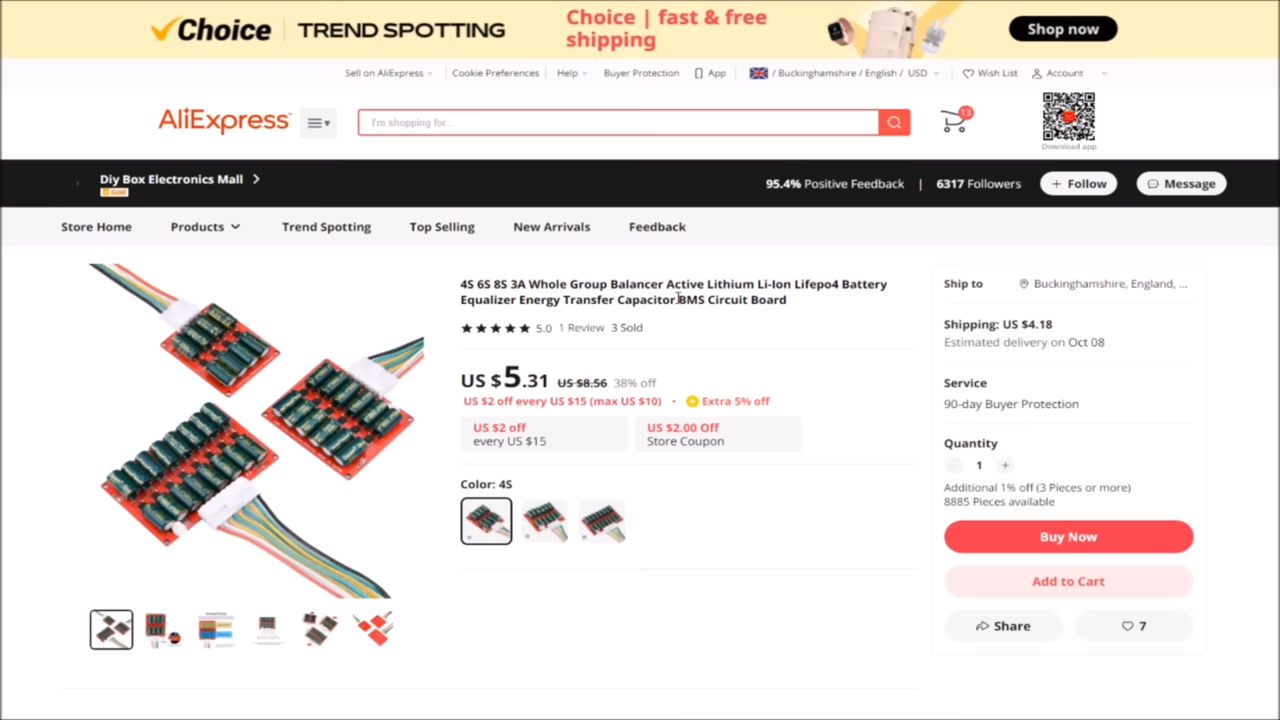 Choice
TREND SPOTTING
Choice | fast & free
shipping
Shop now
Sell on AliExpress
Cookie Preferences
Help
Buyer Protection
App
/ Buckinghamshire / English / USD
Wish List
Account
AliExpress
I'm shopping for...
13
Download app
Diy Box Electronics Mall
95.4% Positive Feedback | 6317 Followers
+ Follow
Message
Store Home
Products
Trend Spotting
Top Selling
New Arrivals
Feedback
4S 6S 8S 3A Whole Group Balancer Active Lithium Li-Ion Lifepo4 Battery
Equalizer Energy Transfer Capacitor BMS Circuit Board
5.0 1 Review 3 Sold
US $5.31 US $8.56 38% off
US $2 off every US $15 (max US $10) · Extra 5% off
US $2 off
every US $15
US $2.00 Off
Store Coupon
Color: 4S
Ship to
Buckinghamshire, England, ...
Shipping: US $4.18
Estimated delivery on Oct 08
Service
90-day Buyer Protection
Quantity
1 +
Additional 1% off (3 Pieces or more)
8885 Pieces available
Buy Now
Add to Cart
Share
7